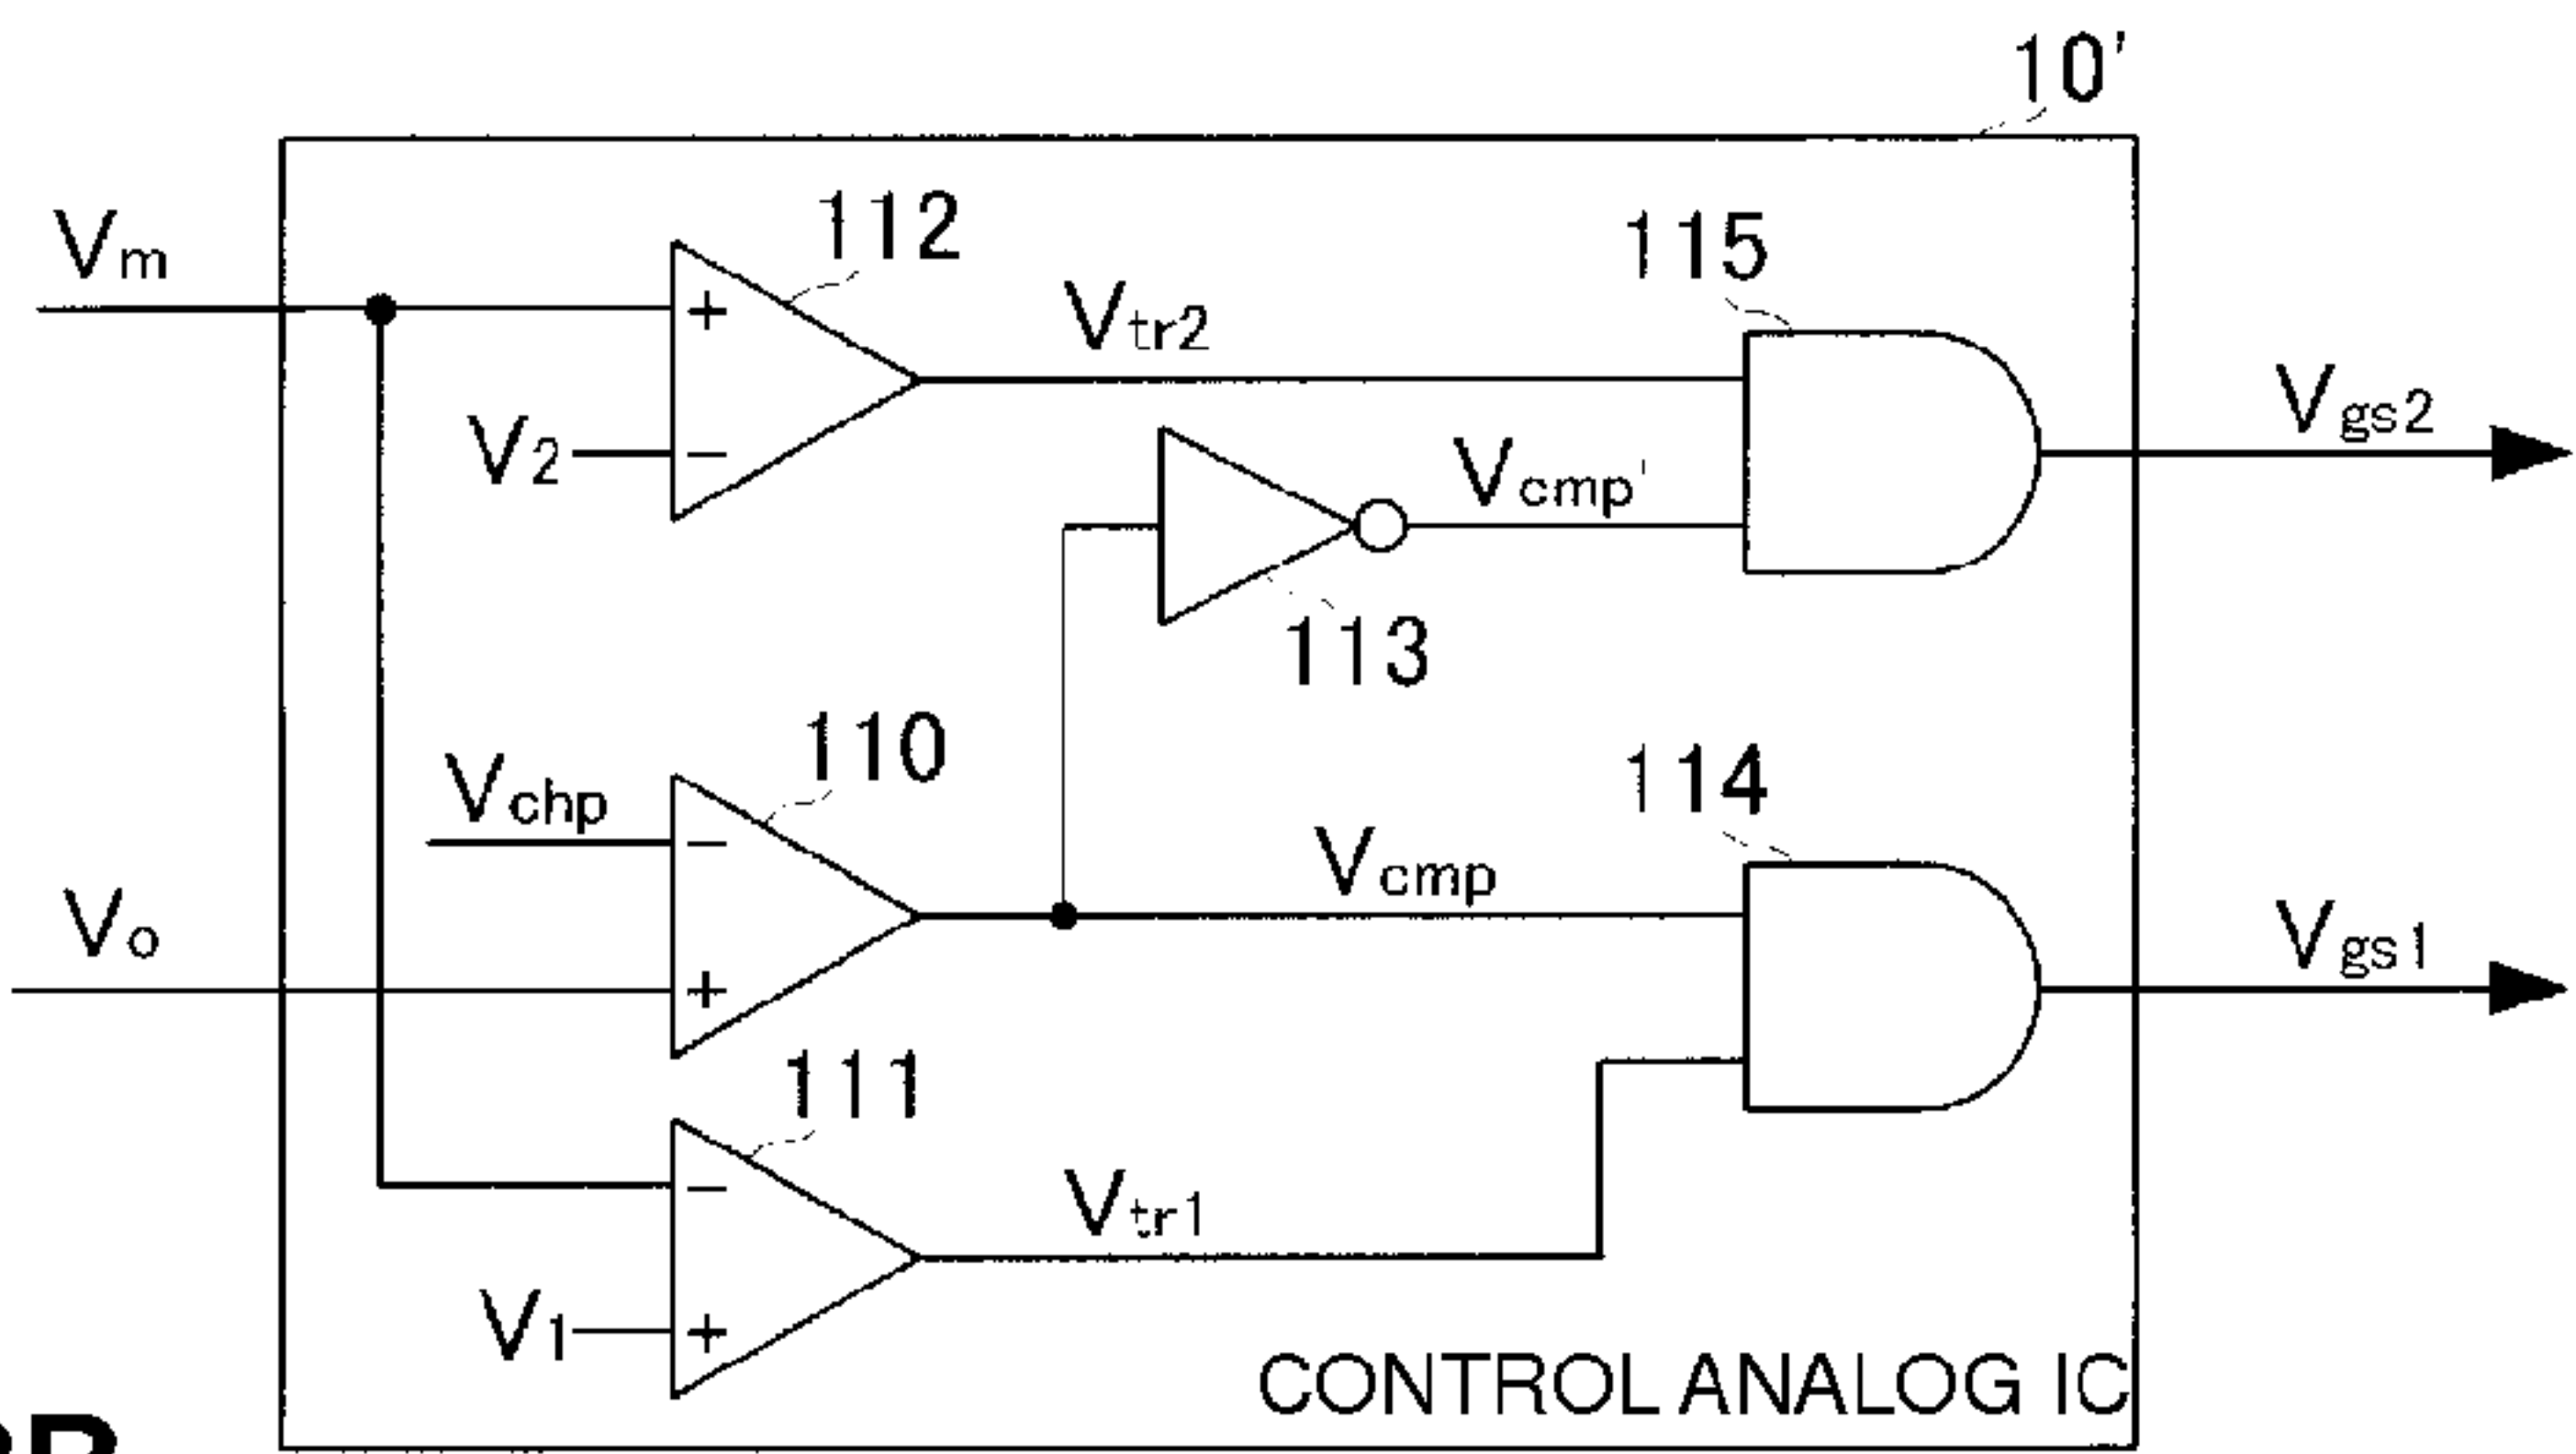 10'
112
Vm
+
Vtr2
115
V2
−
Vgs2
Vcmp'
113
110
Vchp
−
114
Vcmp
Vo
+
Vgs1
111
−
Vtr1
V1
+
CONTROL ANALOG IC